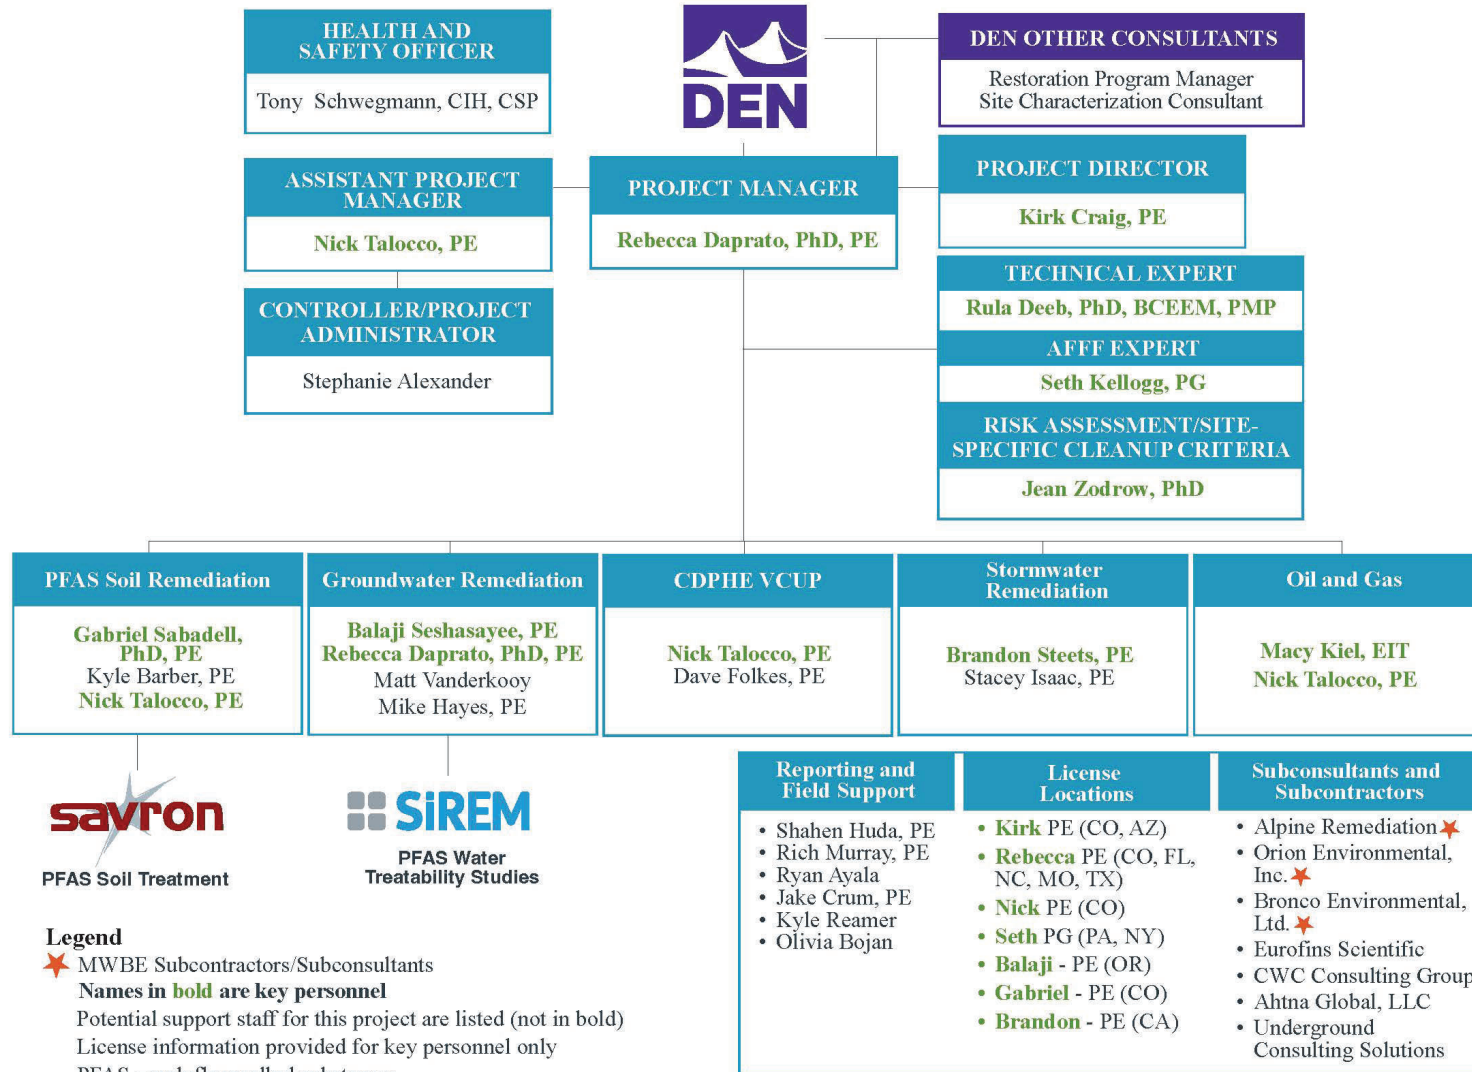 HEALTH AND
SAFETY OFFICER
Tony Schwegmann, CIH, CSP
DEN
DEN OTHER CONSULTANTS
Restoration Program Manager
Site Characterization Consultant
ASSISTANT PROJECT
MANAGER
Nick Talocco, PE
PROJECT MANAGER
Rebecca Daprato, PhD, PE
PROJECT DIRECTOR
Kirk Craig, PE
CONTROLLER/PROJECT
ADMINISTRATOR
Stephanie Alexander
TECHNICAL EXPERT
Rula Deeb, PhD, BCEEM, PMP
AFFF EXPERT
Seth Kellogg, PG
RISK ASSESSMENT/SITE-
SPECIFIC CLEANUP CRITERIA
Jean Zodrow, PhD
PFAS Soil Remediation
Gabriel Sabadell,
PhD, PE
Kyle Barber, PE
Nick Talocco, PE
Groundwater Remediation
Balaji Seshasayee, PE
Rebecca Daprato, PhD, PE
Matt Vanderkooy
Mike Hayes, PE
CDPHE VCUP
Nick Talocco, PE
Dave Folkes, PE
Stormwater
Remediation
Brandon Steets, PE
Stacey Isaac, PE
Oil and Gas
Macy Kiel, EIT
Nick Talocco, PE
savron
PFAS Soil Treatment
SiREM
PFAS Water
Treatability Studies
Reporting and
Field Support
• Shahen Huda, PE
• Rich Murray, PE
• Ryan Ayala
• Jake Crum, PE
• Kyle Reamer
• Olivia Bojan
License
Locations
• Kirk PE (CO, AZ)
• Rebecca PE (CO, FL,
NC, MO, TX)
• Nick PE (CO)
• Seth PG (PA, NY)
• Balaji - PE (OR)
• Gabriel - PE (CO)
• Brandon - PE (CA)
Subconsultants and
Subcontractors
• Alpine Remediation
• Orion Environmental,
Inc.
• Bronco Environmental,
Ltd.
• Eurofins Scientific
• CWC Consulting Group
• Ahtna Global, LLC
• Underground
Consulting Solutions
Legend
MWBE Subcontractors/Subconsultants
Names in bold are key personnel
Potential support staff for this project are listed (not in bold)
License information provided for key personnel only